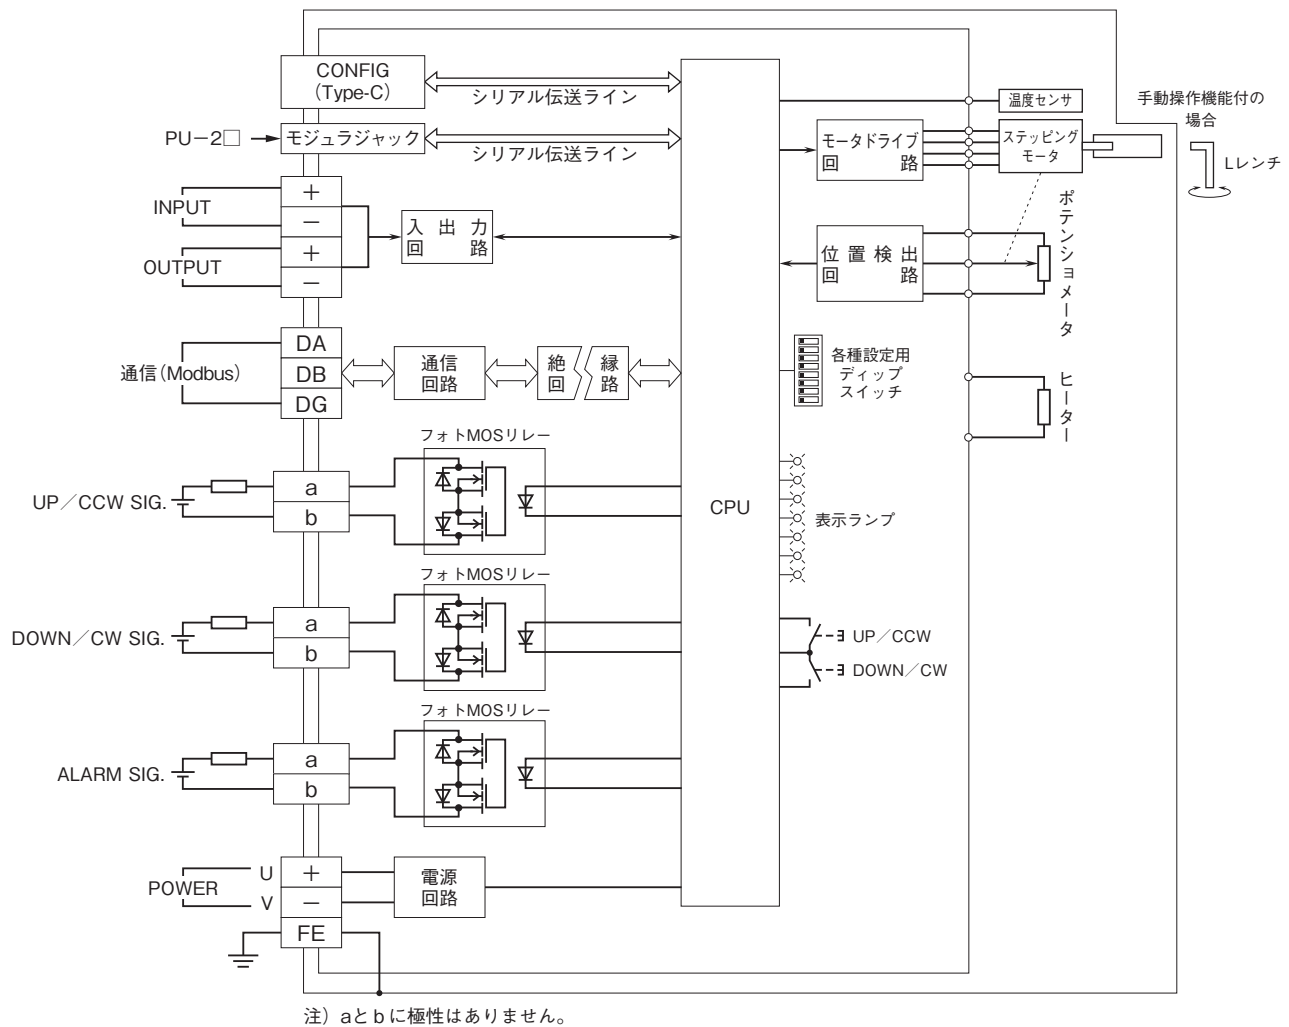 CONFIG
(Type-C)
シリアル伝送ライン
PU－2□
モジュラジャック
シリアル伝送ライン
INPUT
＋
－
OUTPUT
＋
－
入出力
回路
通信(Modbus)
DA
DB
DG
通信
回路
絶縁
回路
フォトMOSリレー
UP／CCW SIG.
a
b
フォトMOSリレー
DOWN／CW SIG.
a
b
フォトMOSリレー
ALARM SIG.
a
b
POWER
U
V
＋
－
FE
電源
回路
CPU
温度センサ
モータドライブ
回路
ステッピング
モータ
手動操作機能付の
場合
Lレンチ
位置検出
回路
ポテンショメータ
各種設定用
ディップ
スイッチ
ヒーター
表示ランプ
UP／CCW
DOWN／CW
注）aとｂに極性はありません。